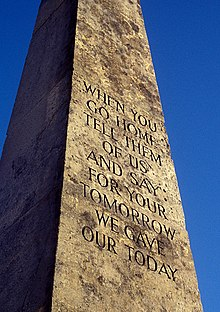 WHEN YOU
GO HOME
TELL THEM
OF US
AND SAY
FOR YOUR
TOMORROW
WE GAVE
OUR TODAY